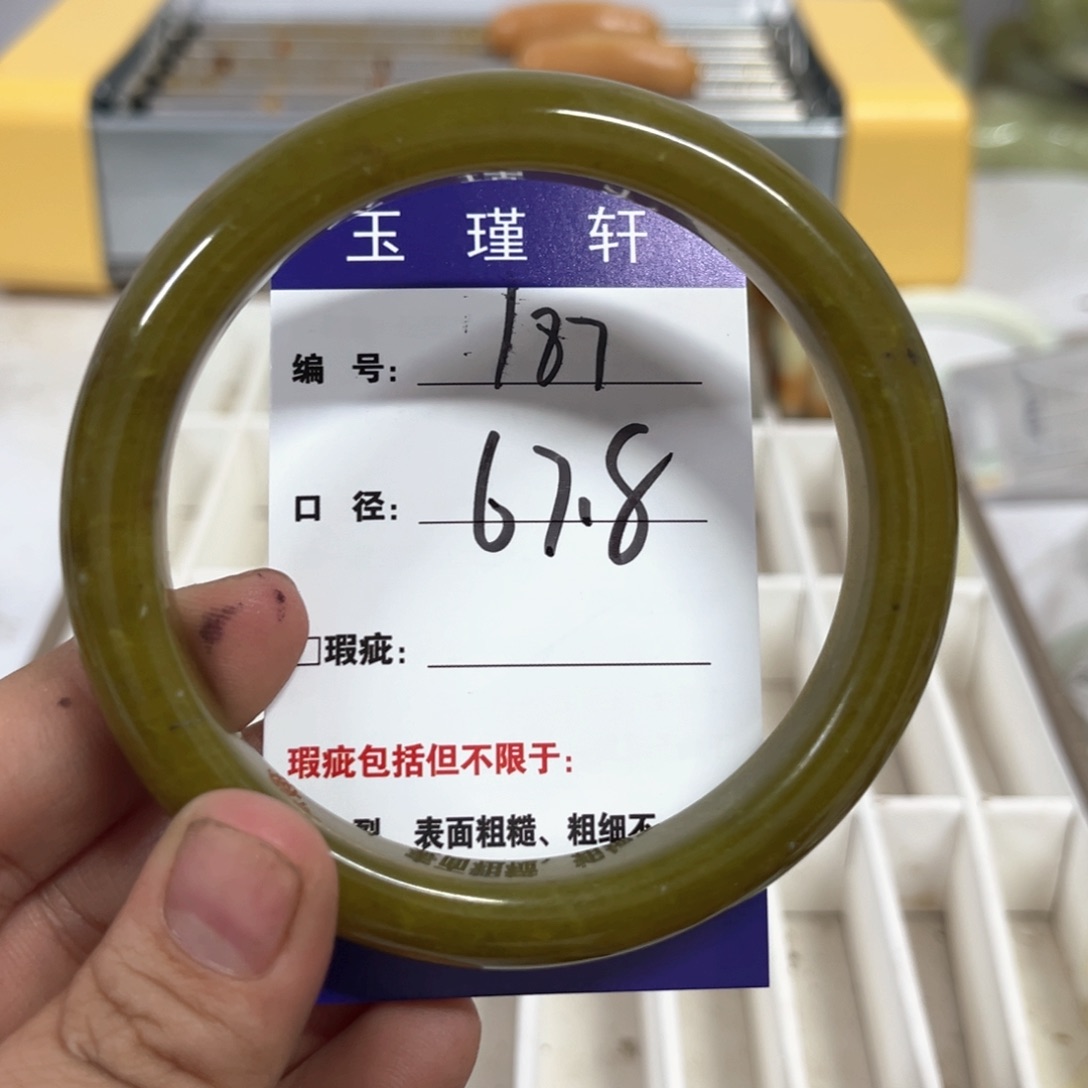 玉瑾轩
编号: 187
口径: 67.8
□瑕疵:
瑕疵包括但不限于:
表面粗糙、粗细不